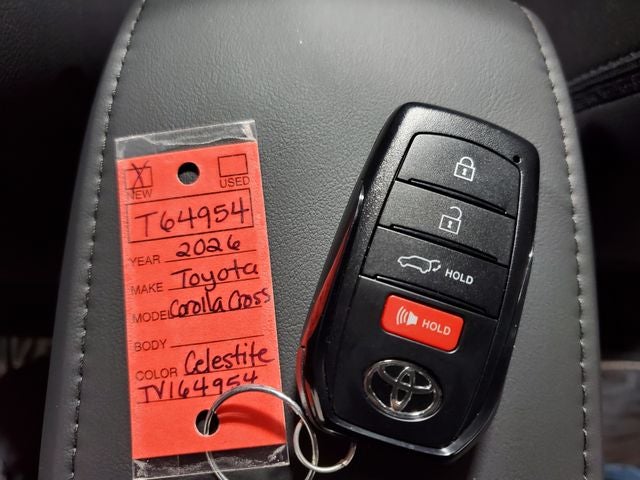 X
NEW USED
T64954
YEAR 2026
MAKE Toyota
MODEL Corolla Cross
BODY
COLOR Celestite
TV164954
HOLD
HOLD